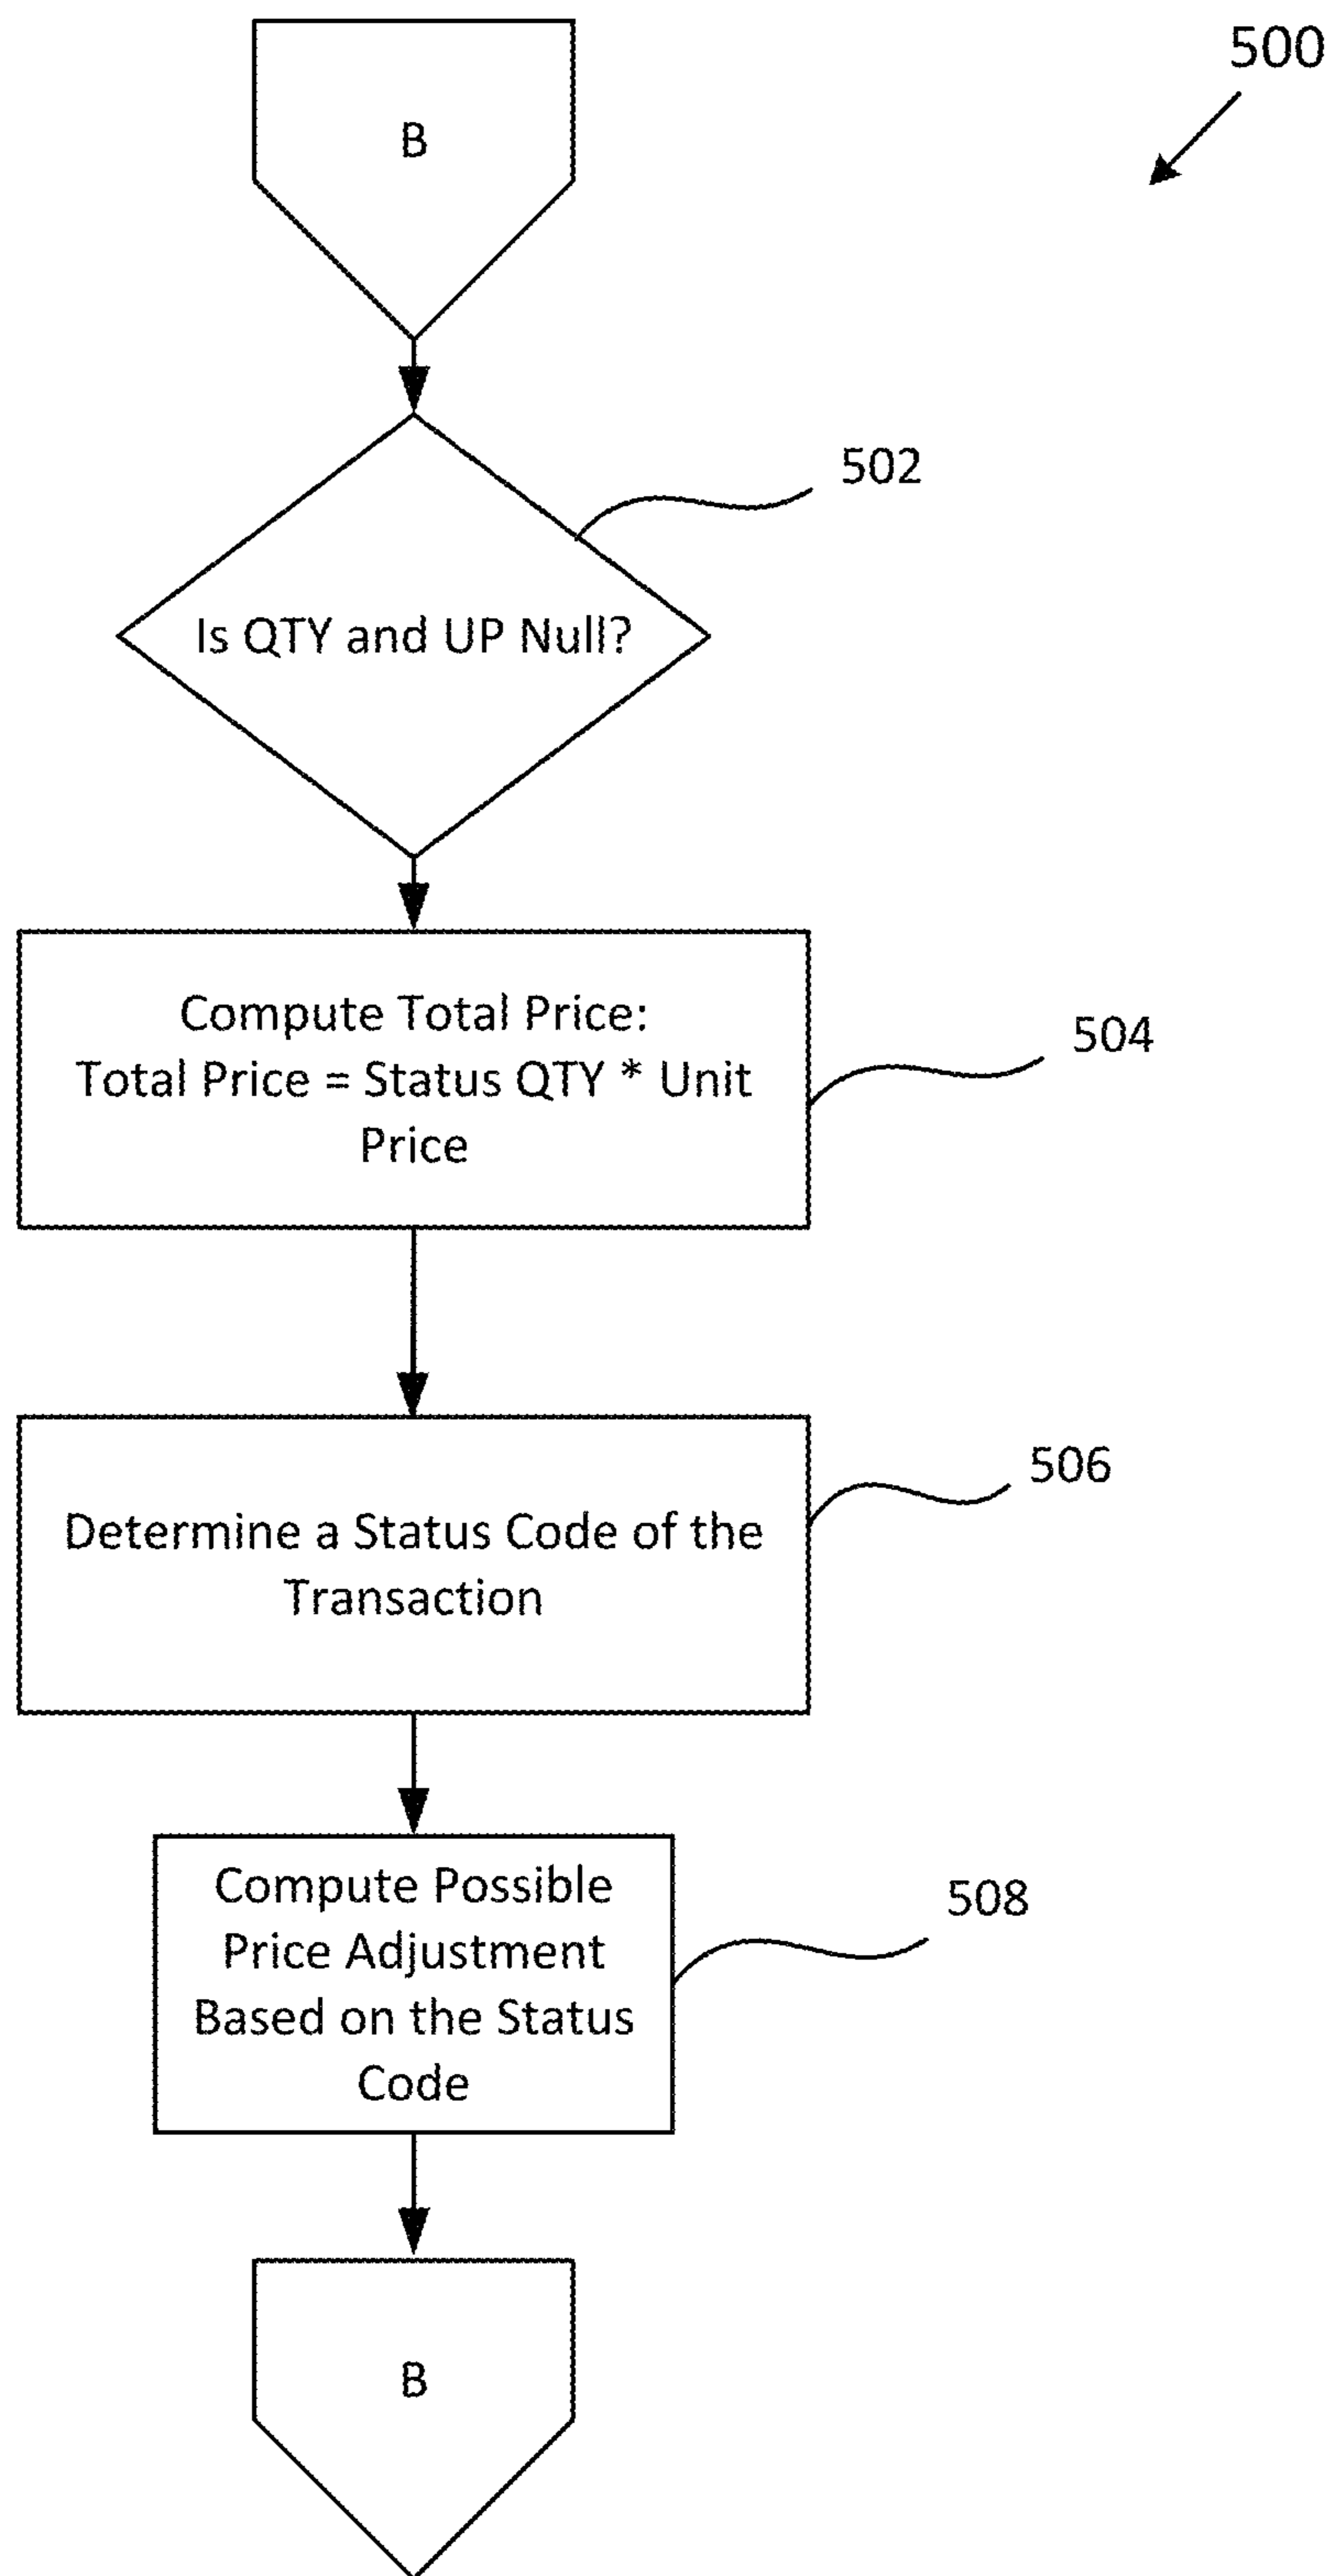 500
B
502
Is QTY and UP Null?
Compute Total Price:
Total Price = Status QTY * Unit
Price
504
506
Determine a Status Code of the
Transaction
Compute Possible
Price Adjustment
Based on the Status
Code
508
B